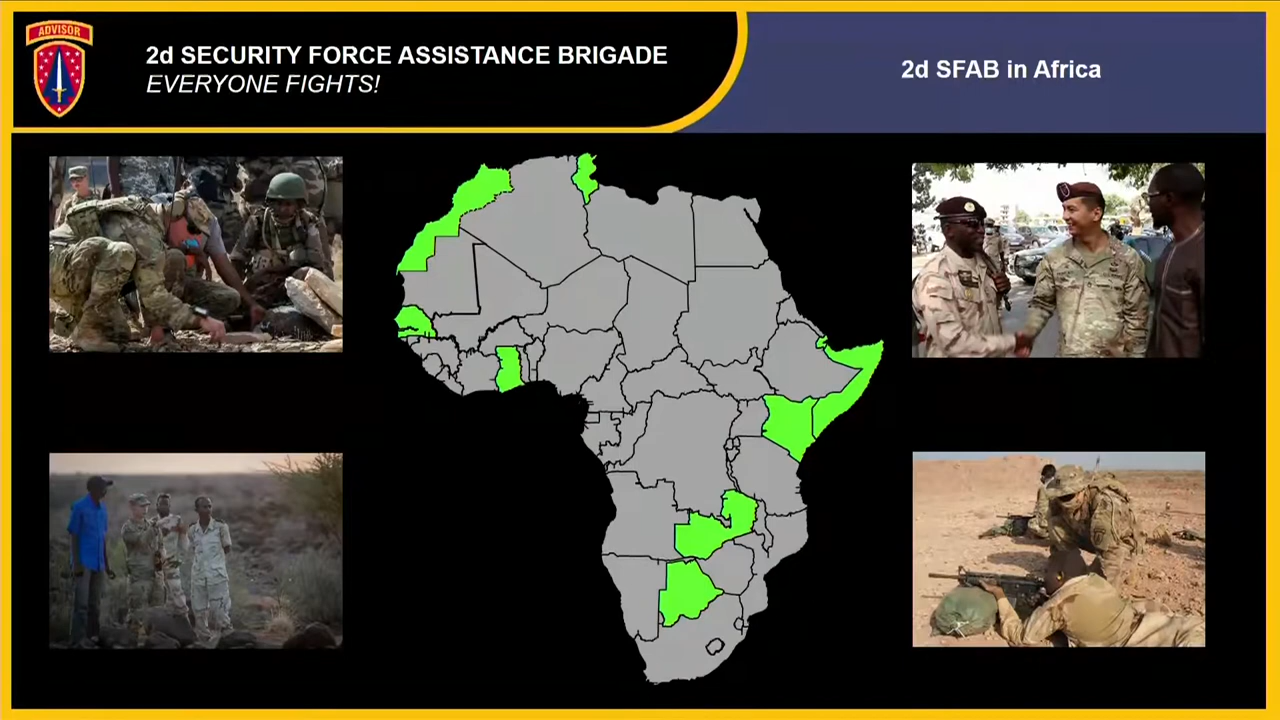 ADVISOR
2d SECURITY FORCE ASSISTANCE BRIGADE
EVERYONE FIGHTS!
2d SFAB in Africa